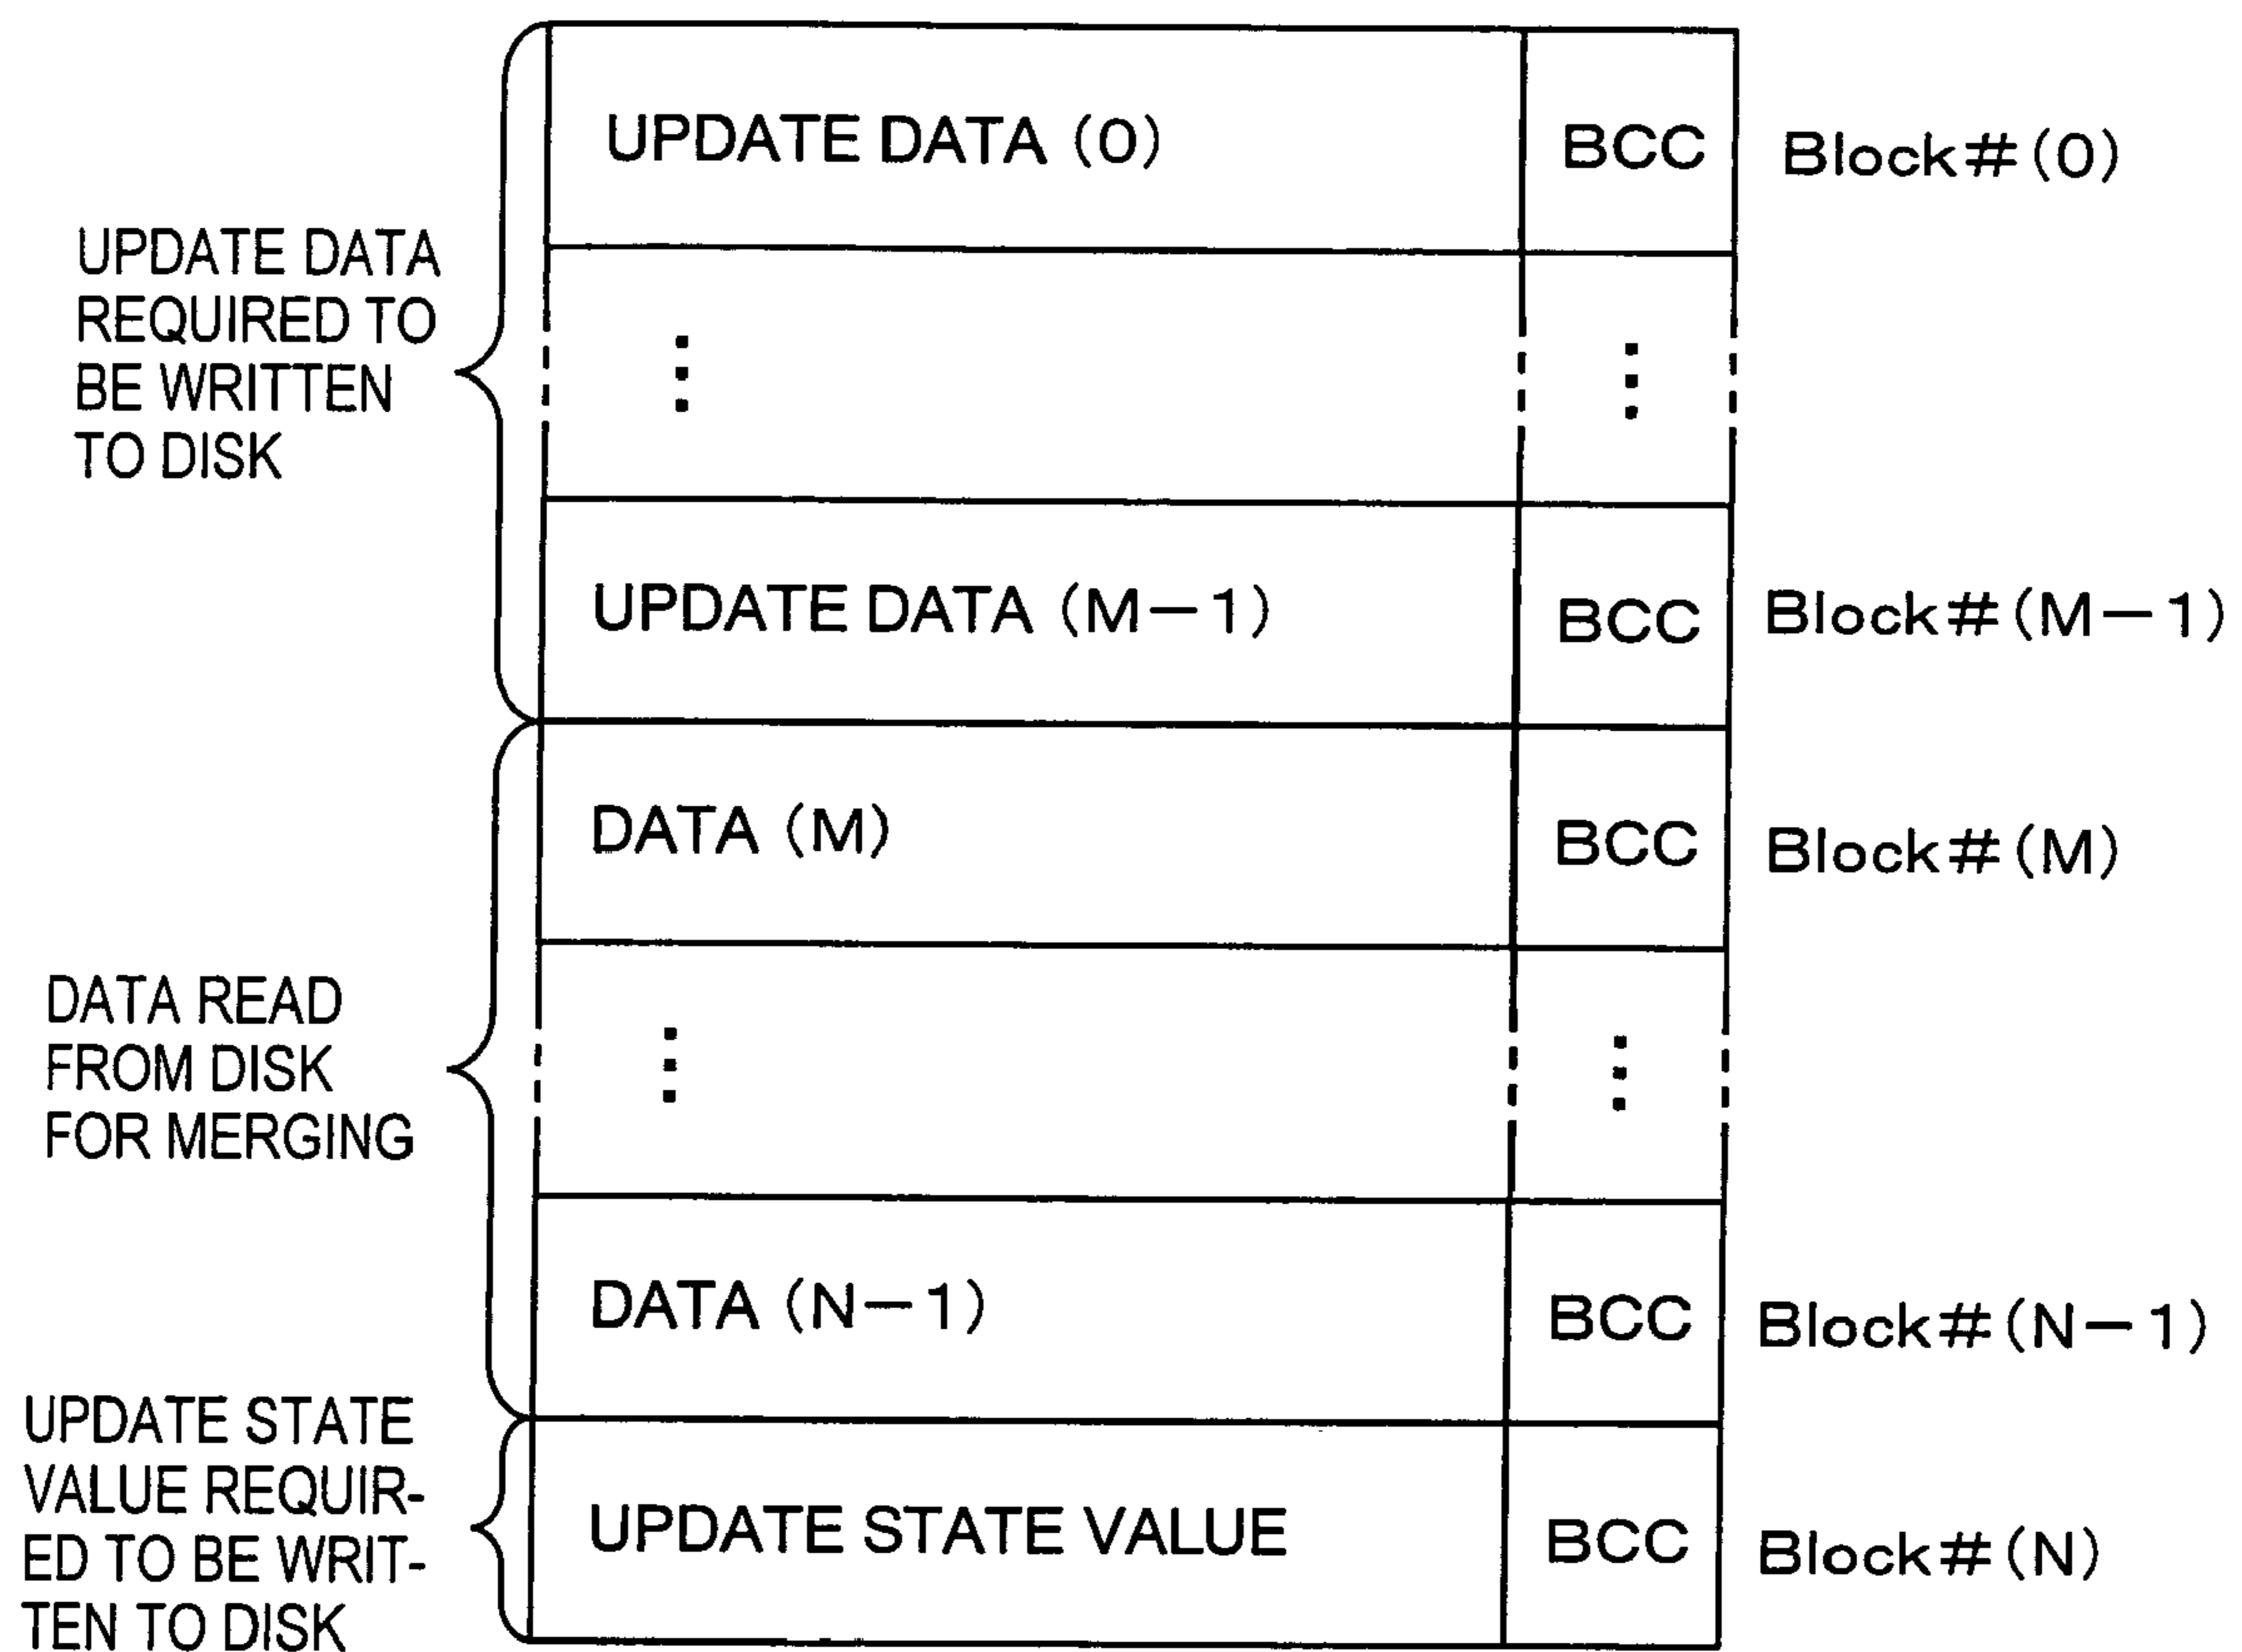 UPDATE DATA (0) BCC Block#(0)
UPDATE DATA
REQUIRED TO
BE WRITTEN
TO DISK
UPDATE DATA (M-1) BCC Block#(M-1)
DATA (M) BCC Block#(M)
DATA READ
FROM DISK
FOR MERGING
DATA (N-1) BCC Block#(N-1)
UPDATE STATE
VALUE REQUIR-
ED TO BE WRIT-
TEN TO DISK
UPDATE STATE VALUE BCC Block#(N)